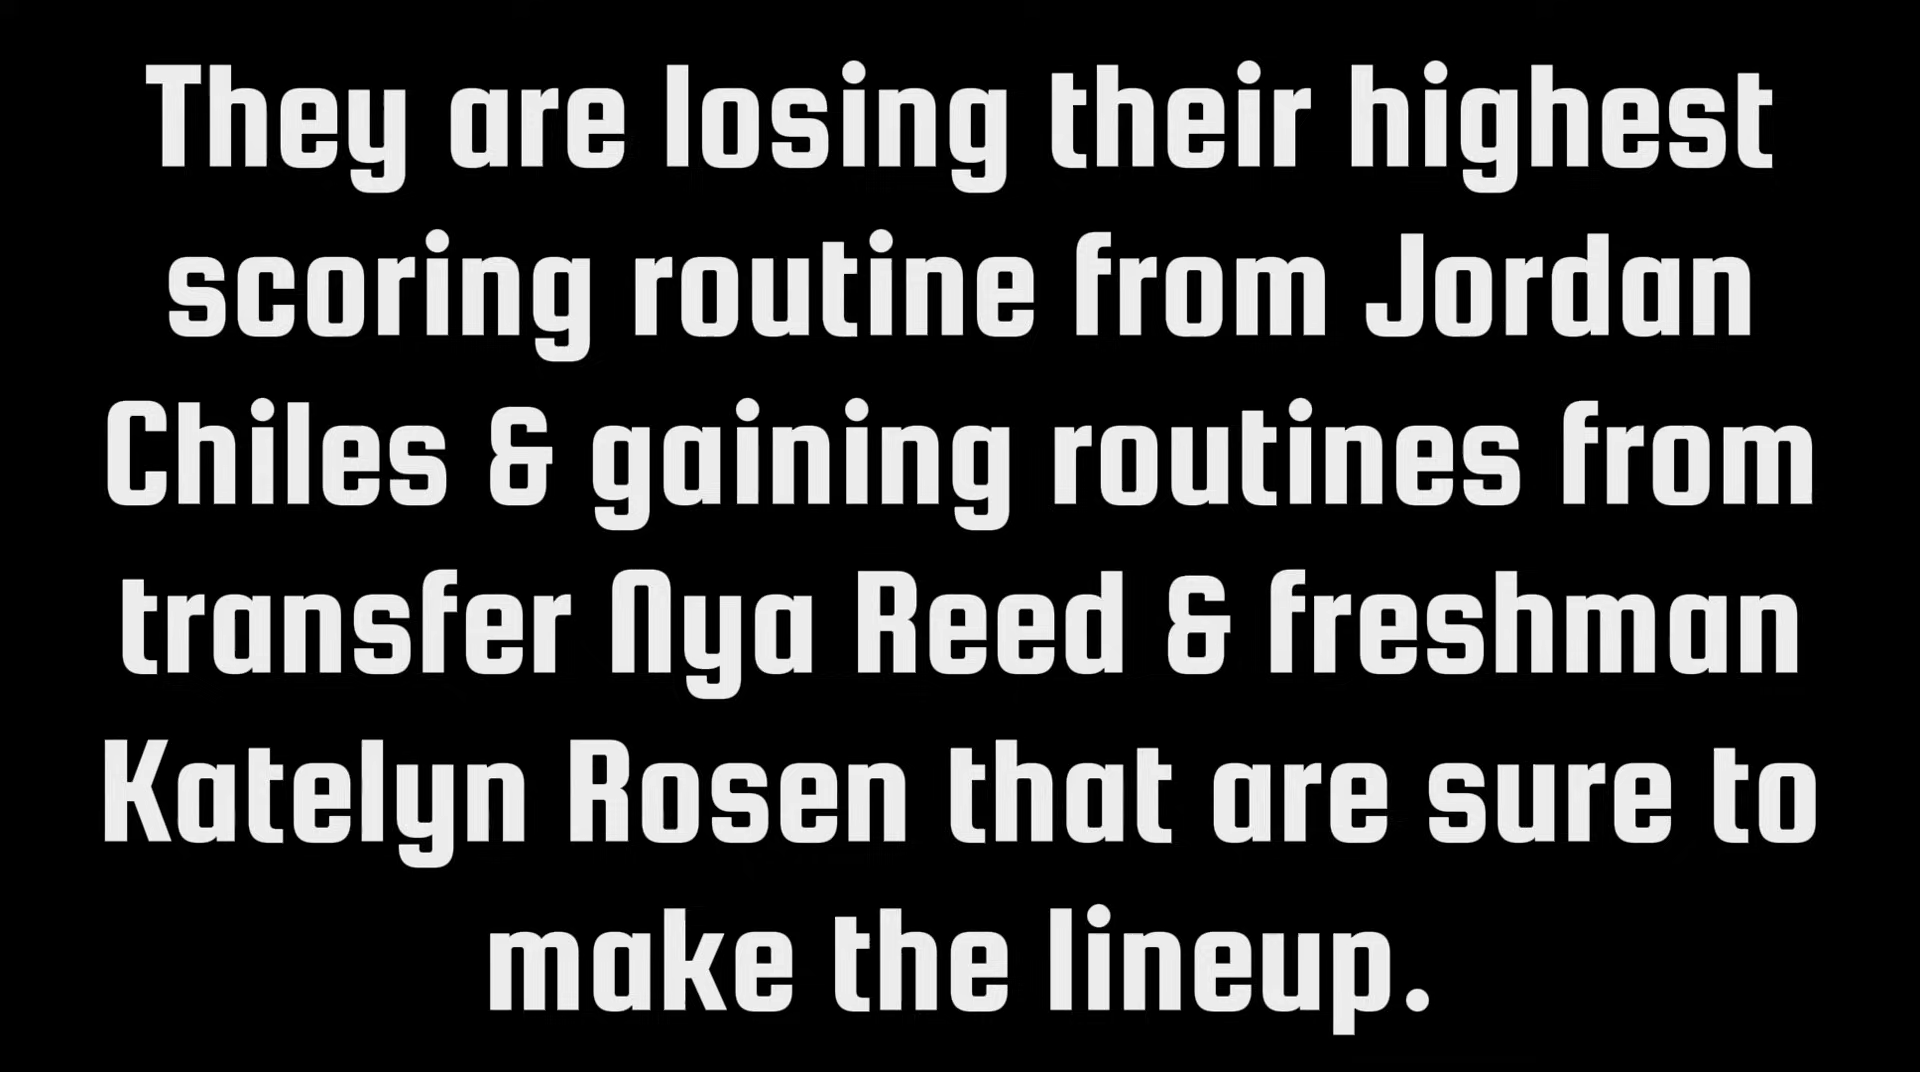 They are losing their highest
scoring routine from Jordan
Chiles & gaining routines from
transfer Nya Reed & freshman
Katelyn Rosen that are sure to
make the lineup.